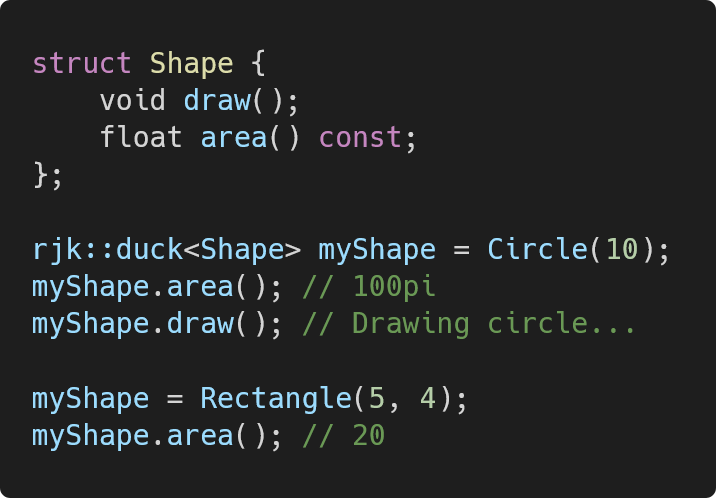 struct Shape {
    void draw();
    float area() const;
};

rjk::duck<Shape> myShape = Circle(10);
myShape.area(); // 100pi
myShape.draw(); // Drawing circle...

myShape = Rectangle(5, 4);
myShape.area(); // 20